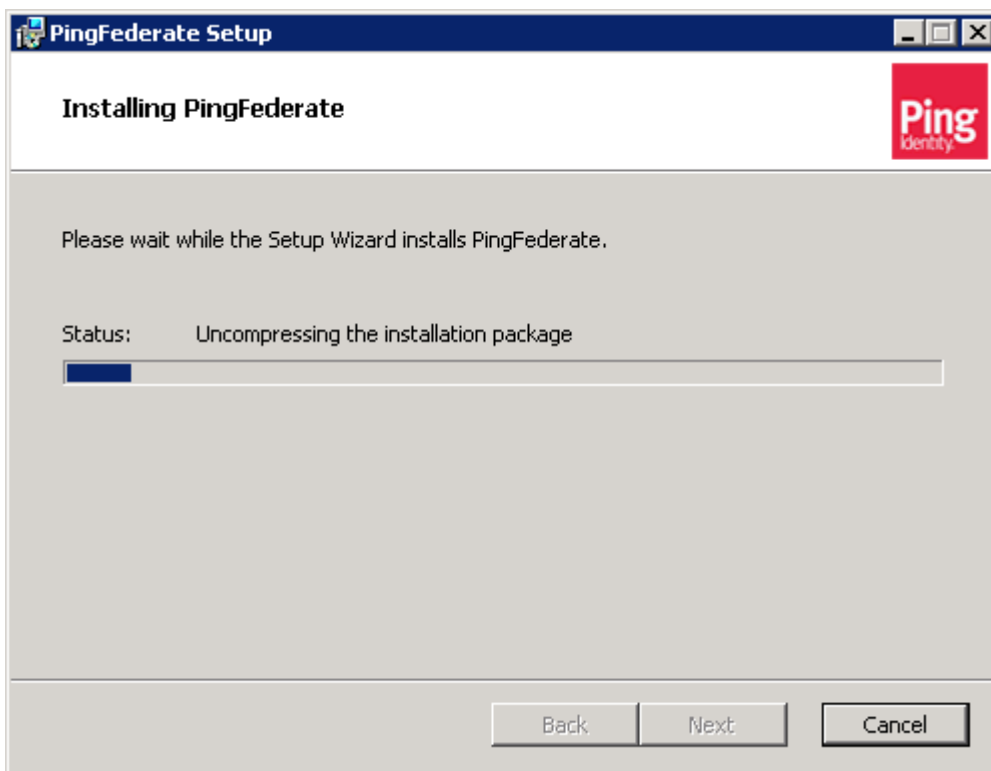 PingFederate Setup
Installing PingFederate
Ping
Identity.
Please wait while the Setup Wizard installs PingFederate.
Status: Uncompressing the installation package
Back Next Cancel